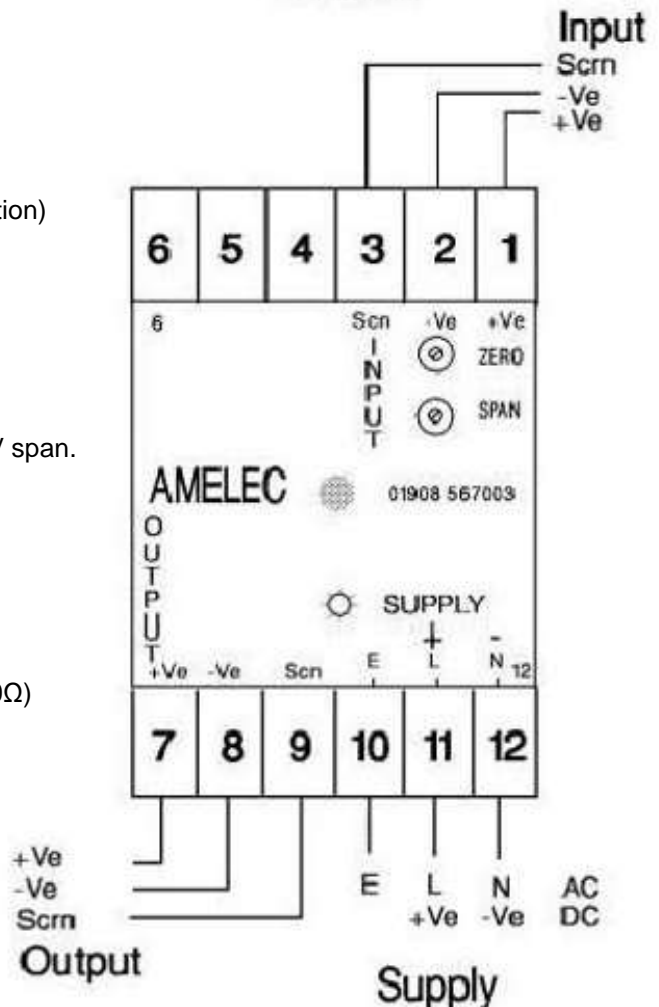 Input
Scrn
-Ve
+Ve
tion)
6 5 4 3 2 1
6 Scn -Ve +Ve
INPUT
ZERO
SPAN
/ span.
AMELEC 01908 567003
OUTPUT
SUPPLY
+ -
+Ve -Ve Scn E L N 12
Ω)
7 8 9 10 11 12
+Ve
-Ve
Scrn
Output
E L N AC
+Ve -Ve DC
Supply